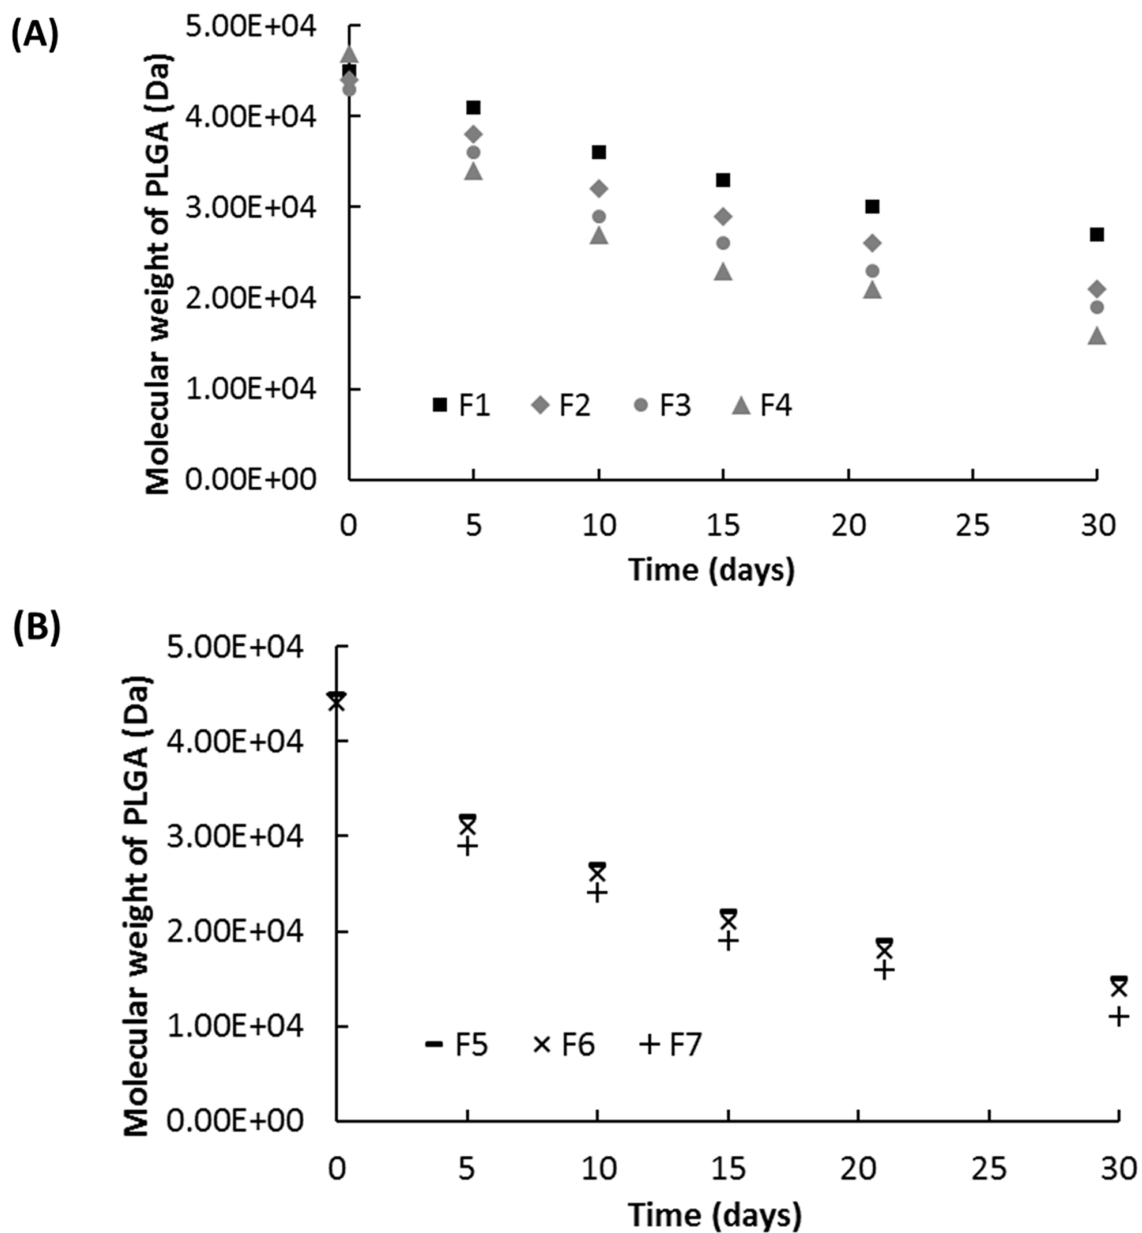 (A)
Molecular weight of PLGA (Da)
5.00E+04
4.00E+04
3.00E+04
2.00E+04
1.00E+04
0.00E+00
F1 F2 F3 F4
0 5 10 15 20 25 30
Time (days)
(B)
Molecular weight of PLGA (Da)
5.00E+04
4.00E+04
3.00E+04
2.00E+04
1.00E+04
0.00E+00
F5 F6 F7
0 5 10 15 20 25 30
Time (days)